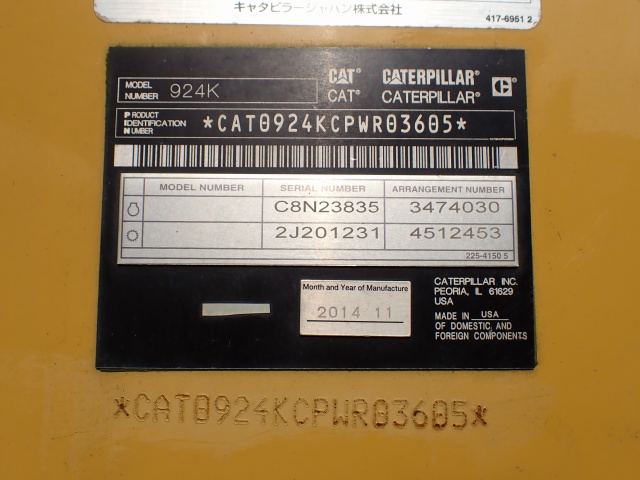 キャタピラージャパン株式会社
417-6951 2
MODEL NUMBER 924K
CAT® CATERPILLAR®
CAT® CATERPILLAR®
C
PRODUCT IDENTIFICATION NUMBER *CAT0924KCPWR03605*
MODEL NUMBER SERIAL NUMBER ARRANGEMENT NUMBER
C8N23835 3474030
2J201231 4512453
225-4150 5
Month and Year of Manufacture
2014 11
CATERPILLAR INC.
PEORIA, IL 61629
USA
MADE IN USA
OF DOMESTIC AND
FOREIGN COMPONENTS
*CAT0924KCPWR03605*